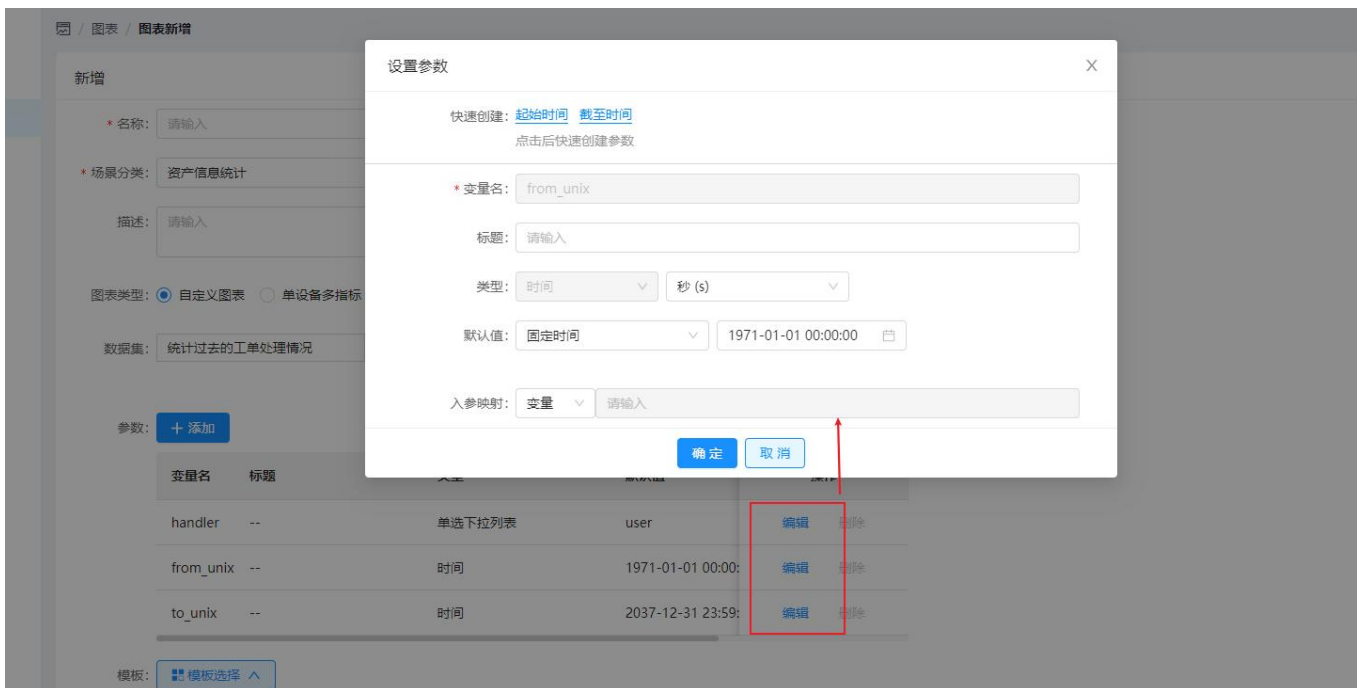 / 图表 / 图表新增
新增
设置参数
* 名称: 请输入
快速创建: 起始时间 截至时间
点击后快速创建参数
* 场景分类: 资产信息统计
* 变量名: from_unix
描述: 请输入
标题: 请输入
图表类型: 自定义图表 单设备多指标
类型: 时间 秒 (s)
数据集: 统计过去的工单处理情况
默认值: 固定时间 1971-01-01 00:00:00
入参映射: 变量 请输入
参数: + 添加
确定 取消
变量名 标题
handler -- 单选下拉列表 user 编辑 删除
from_unix -- 时间 1971-01-01 00:00: 编辑 删除
to_unix -- 时间 2037-12-31 23:59: 编辑 删除
模板: 模板选择